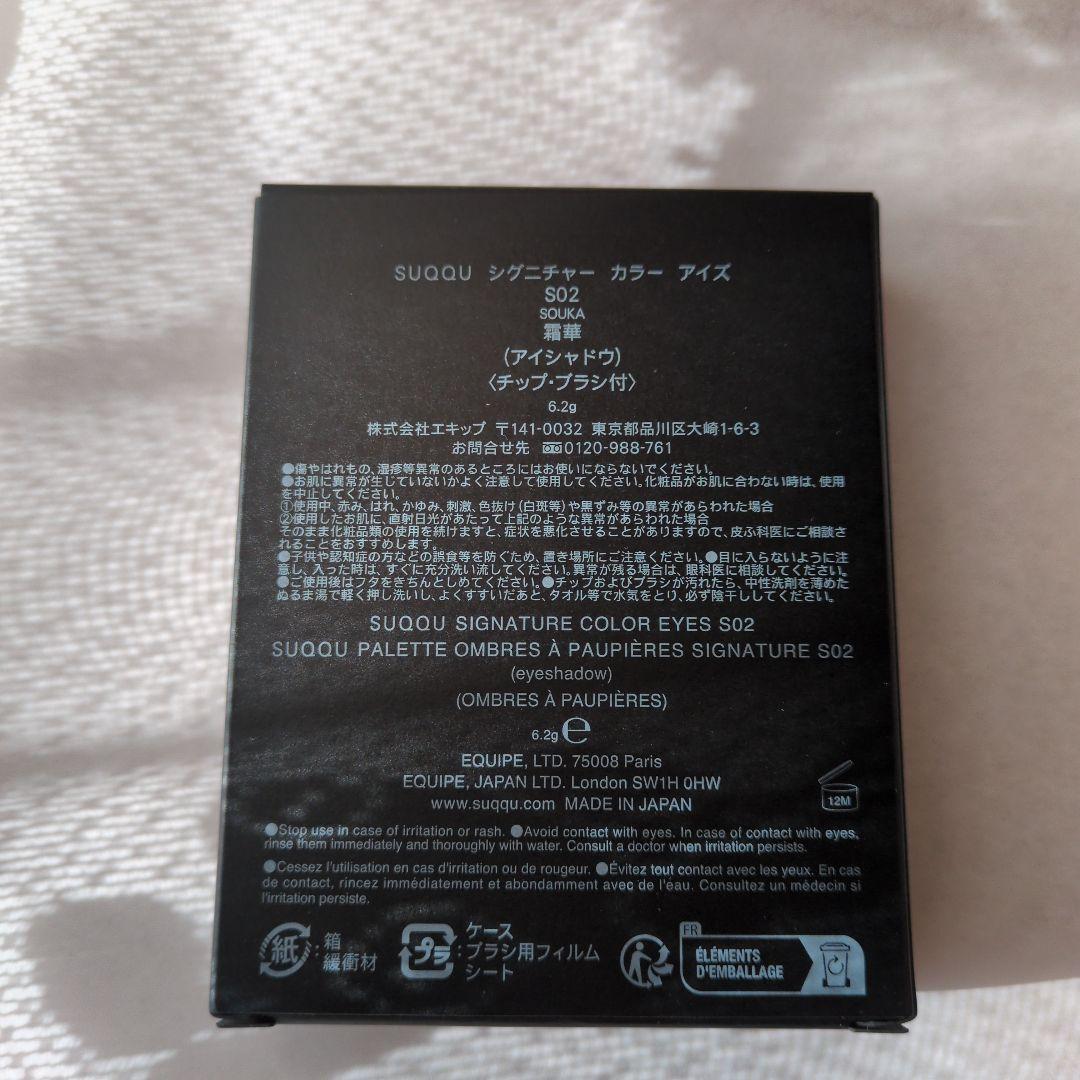 SUQQU シグニチャー カラー アイズ
S02
SOUKA
霜華
(アイシャドウ)
〈チップ・ブラシ付〉
6.2g
株式会社エキップ 〒141-0032 東京都品川区大崎1-6-3
お問合せ先 0120-988-761
●傷やはれもの、湿疹等異常のあるところにはお使いにならないでください。
●お肌に異常が生じていないかよく注意して使用してください。化粧品がお肌に合わない時は、使用
を中止してください。
①使用中、赤み、はれ、かゆみ、刺激、色抜け(白斑等)や黒ずみ等の異常があらわれた場合
②使用したお肌に、直射日光があたって上記のような異常があらわれた場合
そのまま化粧品類の使用を続けますと、症状を悪化させることがありますので、皮ふ科医にご相談さ
れることをおすすめします。
●子供や認知症の方などの誤食等を防ぐため、置き場所にご注意ください。●目に入らないように注
意し、入った時は、すぐに充分洗い流してください。異常が残る場合は、眼科医に相談してください。
●ご使用後はフタをきちんとしめてください。●チップおよびブラシが汚れたら、中性洗剤を薄めた
ぬるま湯で軽く押し洗いし、よくすすいだあと、タオル等で水気をとり、必ず陰干ししてください。
SUQQU SIGNATURE COLOR EYES S02
SUQQU PALETTE OMBRES À PAUPIÈRES SIGNATURE S02
(eyeshadow)
(OMBRES À PAUPIÈRES)
6.2g e
EQUIPE, LTD. 75008 Paris
EQUIPE, JAPAN LTD. London SW1H 0HW
www.suqqu.com MADE IN JAPAN
12M
●Stop use in case of irritation or rash. ●Avoid contact with eyes. In case of contact with eyes,
rinse them immediately and thoroughly with water. Consult a doctor when irritation persists.
●Cessez l'utilisation en cas d'irritation ou de rougeur. ●Évitez tout contact avec les yeux. En cas
de contact, rincez immédiatement et abondamment avec de l'eau. Consultez un médecin si
l'irritation persiste.
紙 : 箱
緩衝材
プラ : ケース
ブラシ用フィルム
シート
FR
ÉLÉMENTS
D'EMBALLAGE